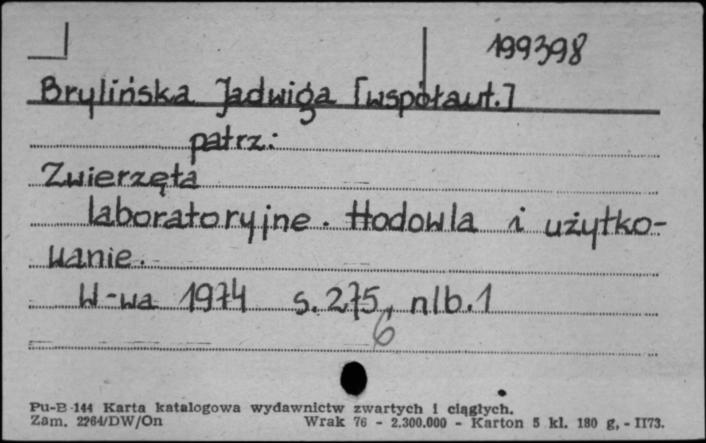 199398
Brylińska Jadwiga [współaut.]
patrz:
Zwierzęta
laboratoryjne. Hodowla i użytko-
wanie.
W-wa 1974 s. 275, nlb. 1
6
Pu-B-144 Karta katalogowa wydawnictw zwartych i ciągłych.
Zam. 2264/DW/On Wrak 76 - 2.300.000 - Karton 5 kl. 180 g, - II73.